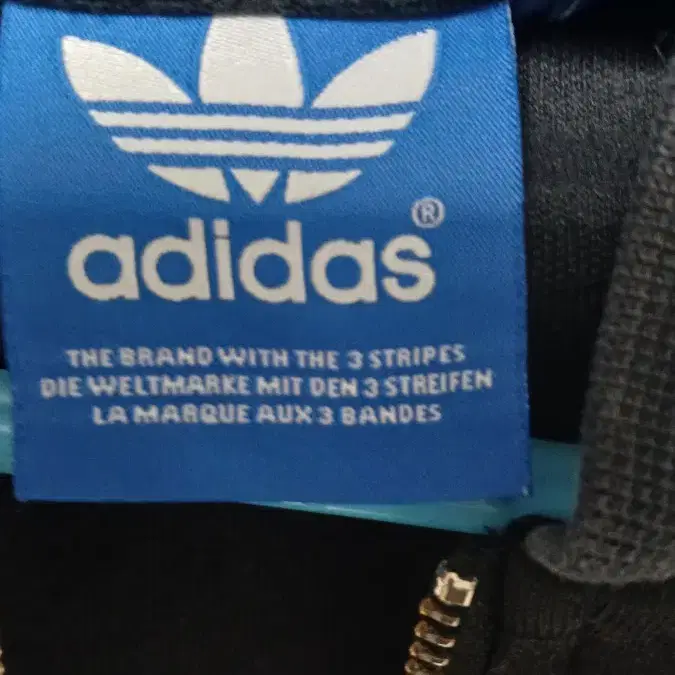 adidas®
THE BRAND WITH THE 3 STRIPES
DIE WELTMARKE MIT DEN 3 STREIFEN
LA MARQUE AUX 3 BANDES